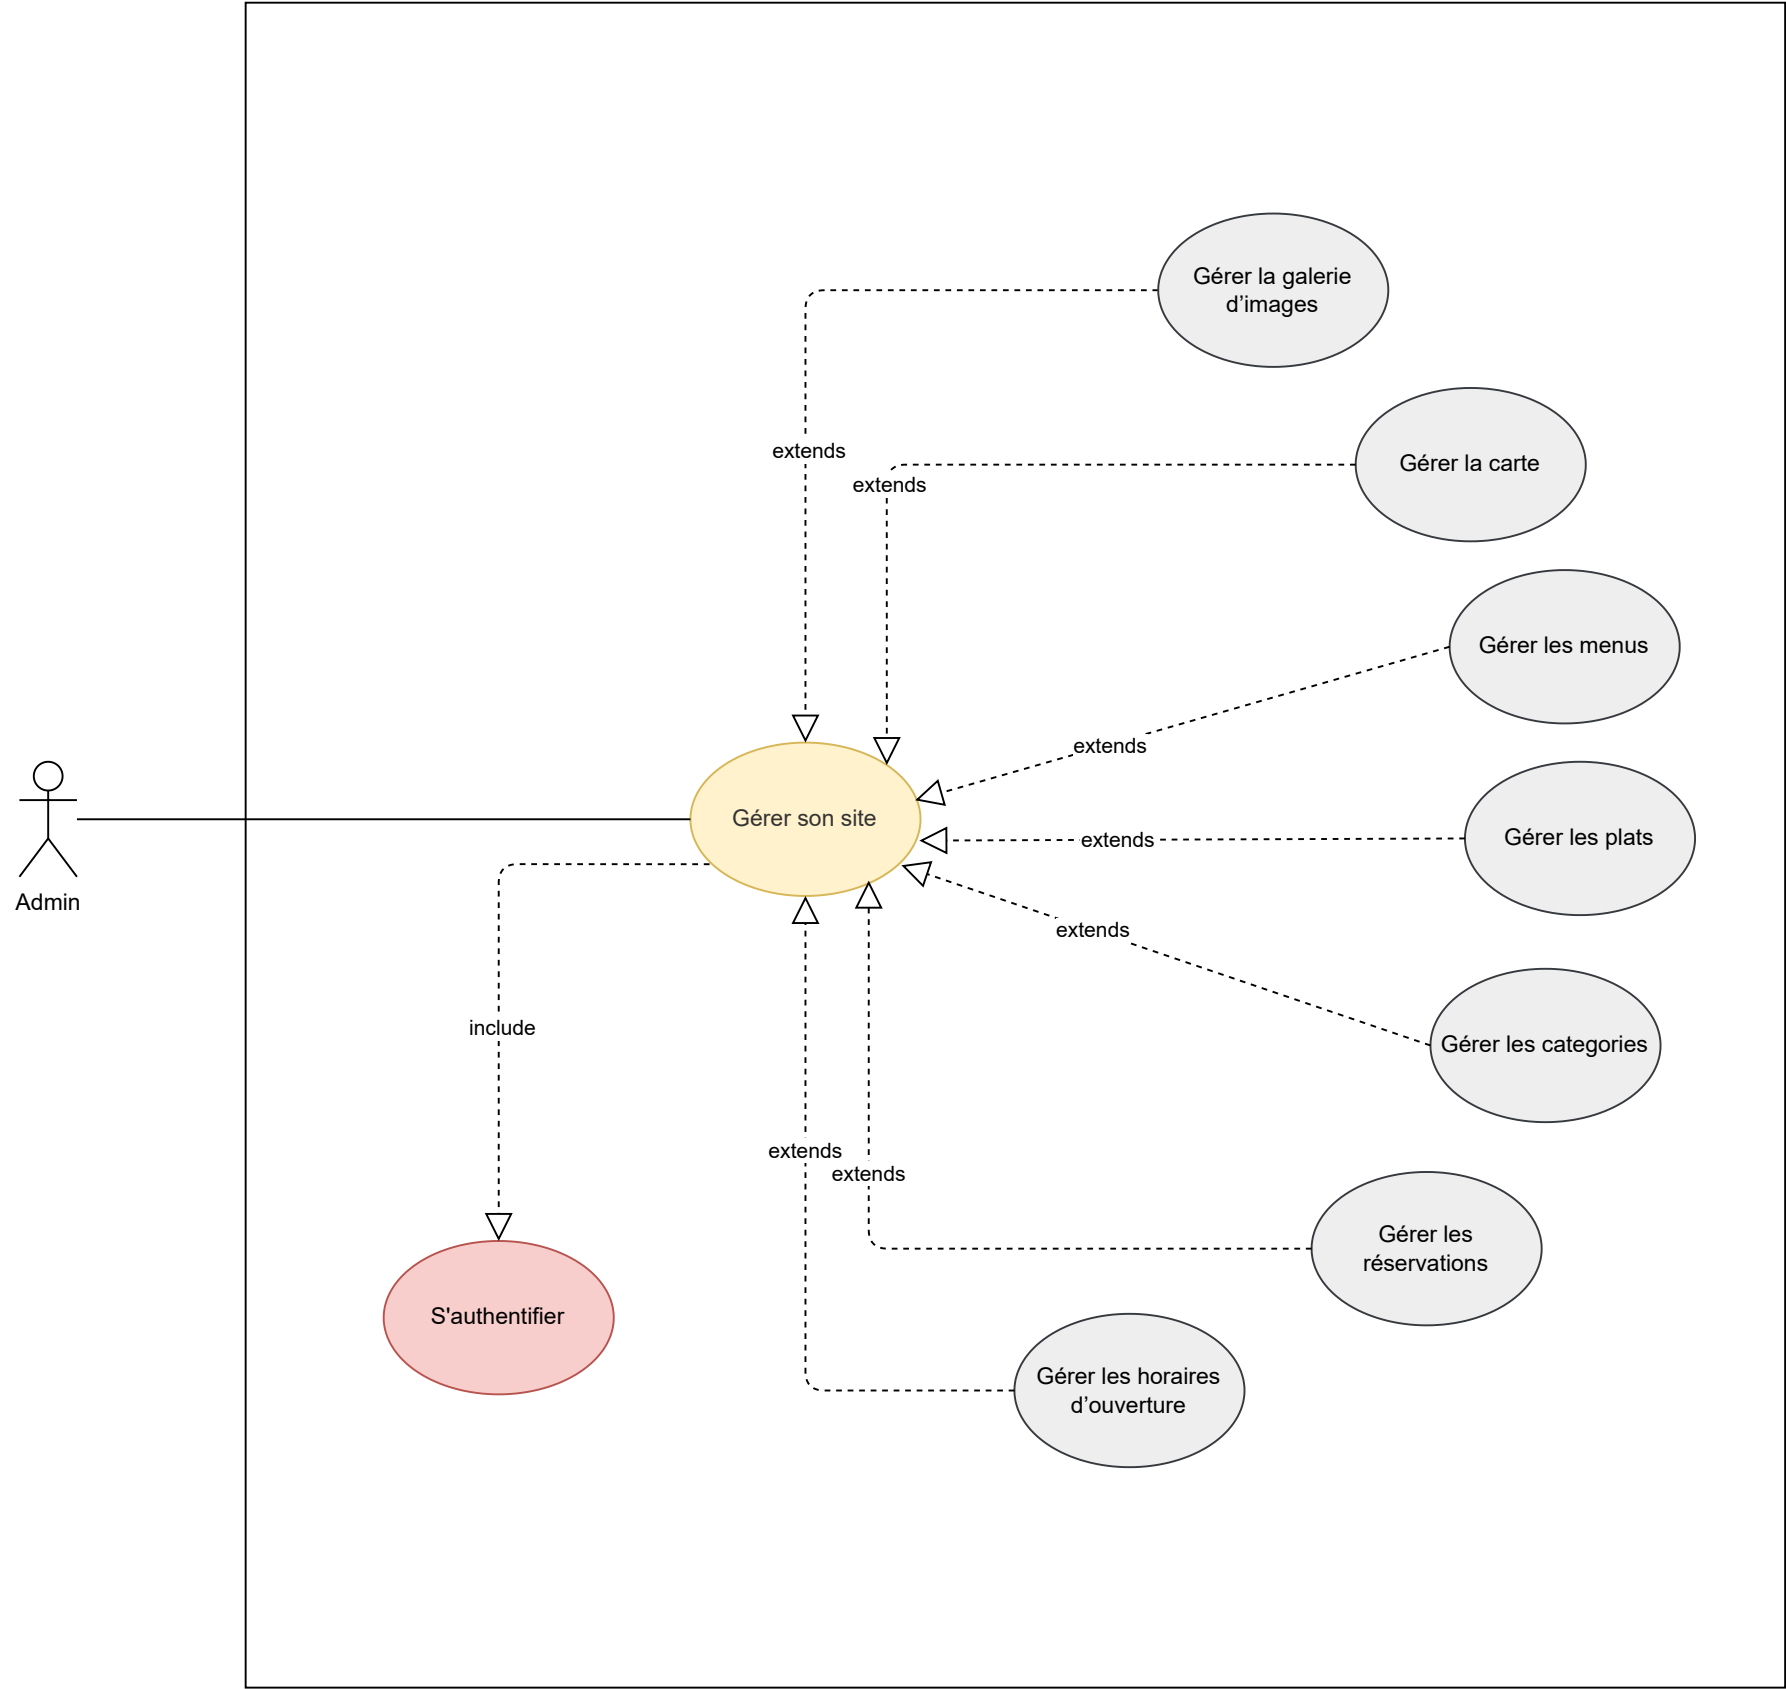 Gérer la galerie
d’images
extends
Gérer la carte
extends
Gérer les menus
extends
Gérer son site
Gérer les plats
extends
Admin
extends
include
Gérer les categories
extends
extends
Gérer les
réservations
S'authentifier
Gérer les horaires
d’ouverture